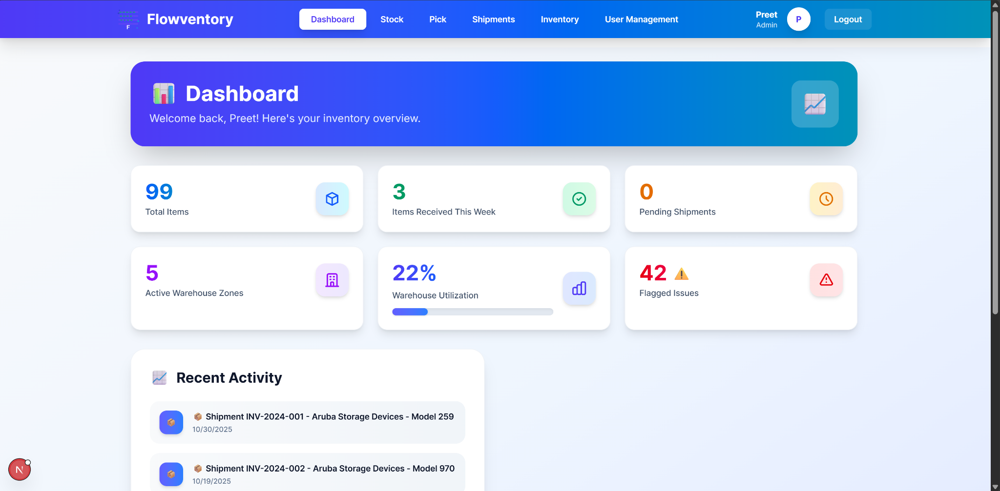 F
Flowventory
Dashboard
Stock
Pick
Shipments
Inventory
User Management
Preet
Admin
P
Logout
Dashboard
Welcome back, Preet! Here's your inventory overview.
99
Total Items
3
Items Received This Week
0
Pending Shipments
5
Active Warehouse Zones
22%
Warehouse Utilization
42
Flagged Issues
Recent Activity
Shipment INV-2024-001 - Aruba Storage Devices - Model 259
10/30/2025
Shipment INV-2024-002 - Aruba Storage Devices - Model 970
10/19/2025
N